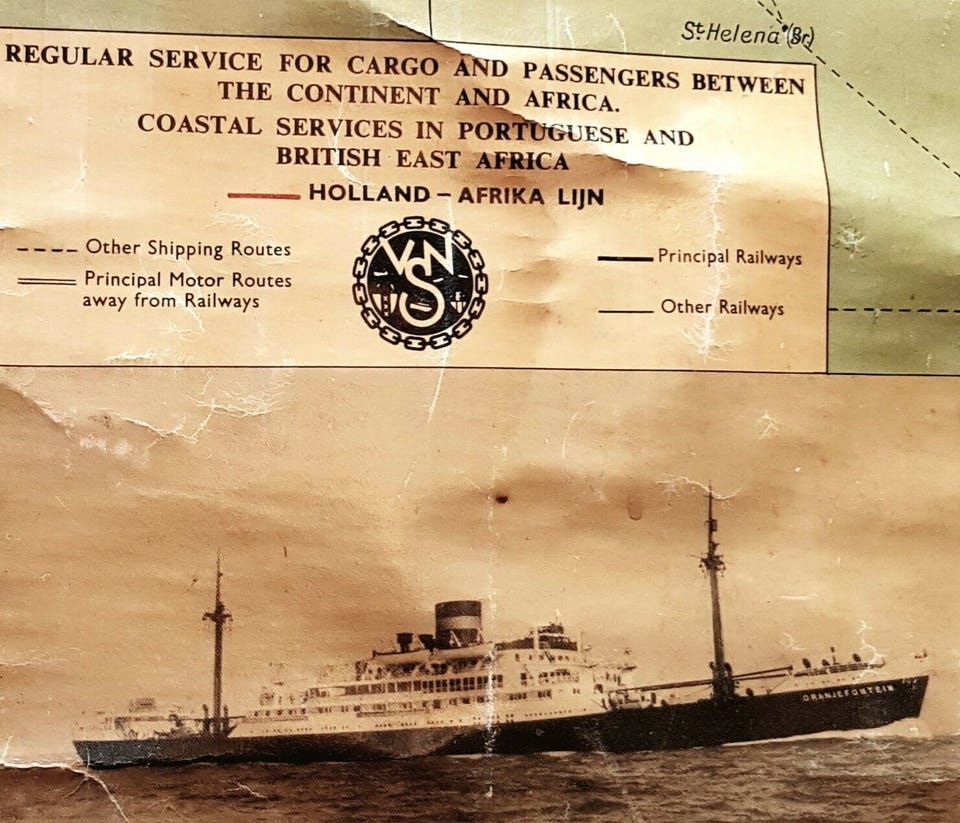 St Helena (Br)
REGULAR SERVICE FOR CARGO AND PASSENGERS BETWEEN
THE CONTINENT AND AFRICA.
COASTAL SERVICES IN PORTUGUESE AND
BRITISH EAST AFRICA
HOLLAND – AFRIKA LIJN
Other Shipping Routes
Principal Motor Routes
away from Railways
VNS
Principal Railways
Other Railways
A
ORANJEFONTEIN